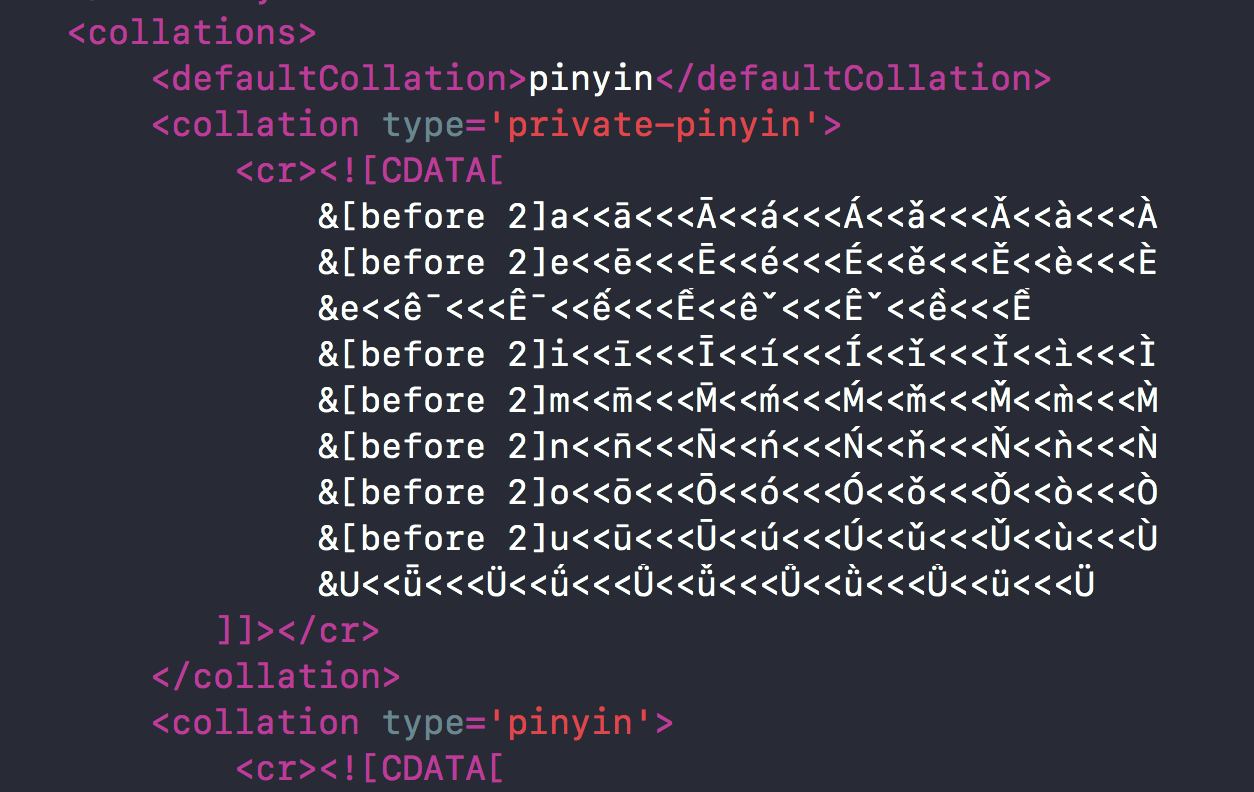 <collations>
<defaultCollation>pinyin</defaultCollation>
<collation type='private-pinyin'>
<cr><![CDATA[
&[before 2]a<<ā<<<Ā<<á<<<Á<<ǎ<<<Ǎ<<à<<<À
&[before 2]e<<ē<<<Ē<<é<<<É<<ě<<<Ě<<è<<<È
&e<<ê̄<<<Ê̄<<ế<<<Ế<<ê̌<<<Ê̌<<ề<<<Ề
&[before 2]i<<ī<<<Ī<<í<<<Í<<ǐ<<<Ǐ<<ì<<<Ì
&[before 2]m<<m̄<<<M̄<<ḿ<<<Ḿ<<m̌<<<M̌<<m̀<<<M̀
&[before 2]n<<n̄<<<N̄<<ń<<<Ń<<ň<<<Ň<<ǹ<<<Ǹ
&[before 2]o<<ō<<<Ō<<ó<<<Ó<<ǒ<<<Ǒ<<ò<<<Ò
&[before 2]u<<ū<<<Ū<<ú<<<Ú<<ǔ<<<Ǔ<<ù<<<Ù
&U<<ǖ<<<Ǖ<<ǘ<<<Ǘ<<ǚ<<<Ǚ<<ǜ<<<Ǜ<<ü<<<Ü
]]></cr>
</collation>
<collation type='pinyin'>
<cr><![CDATA[